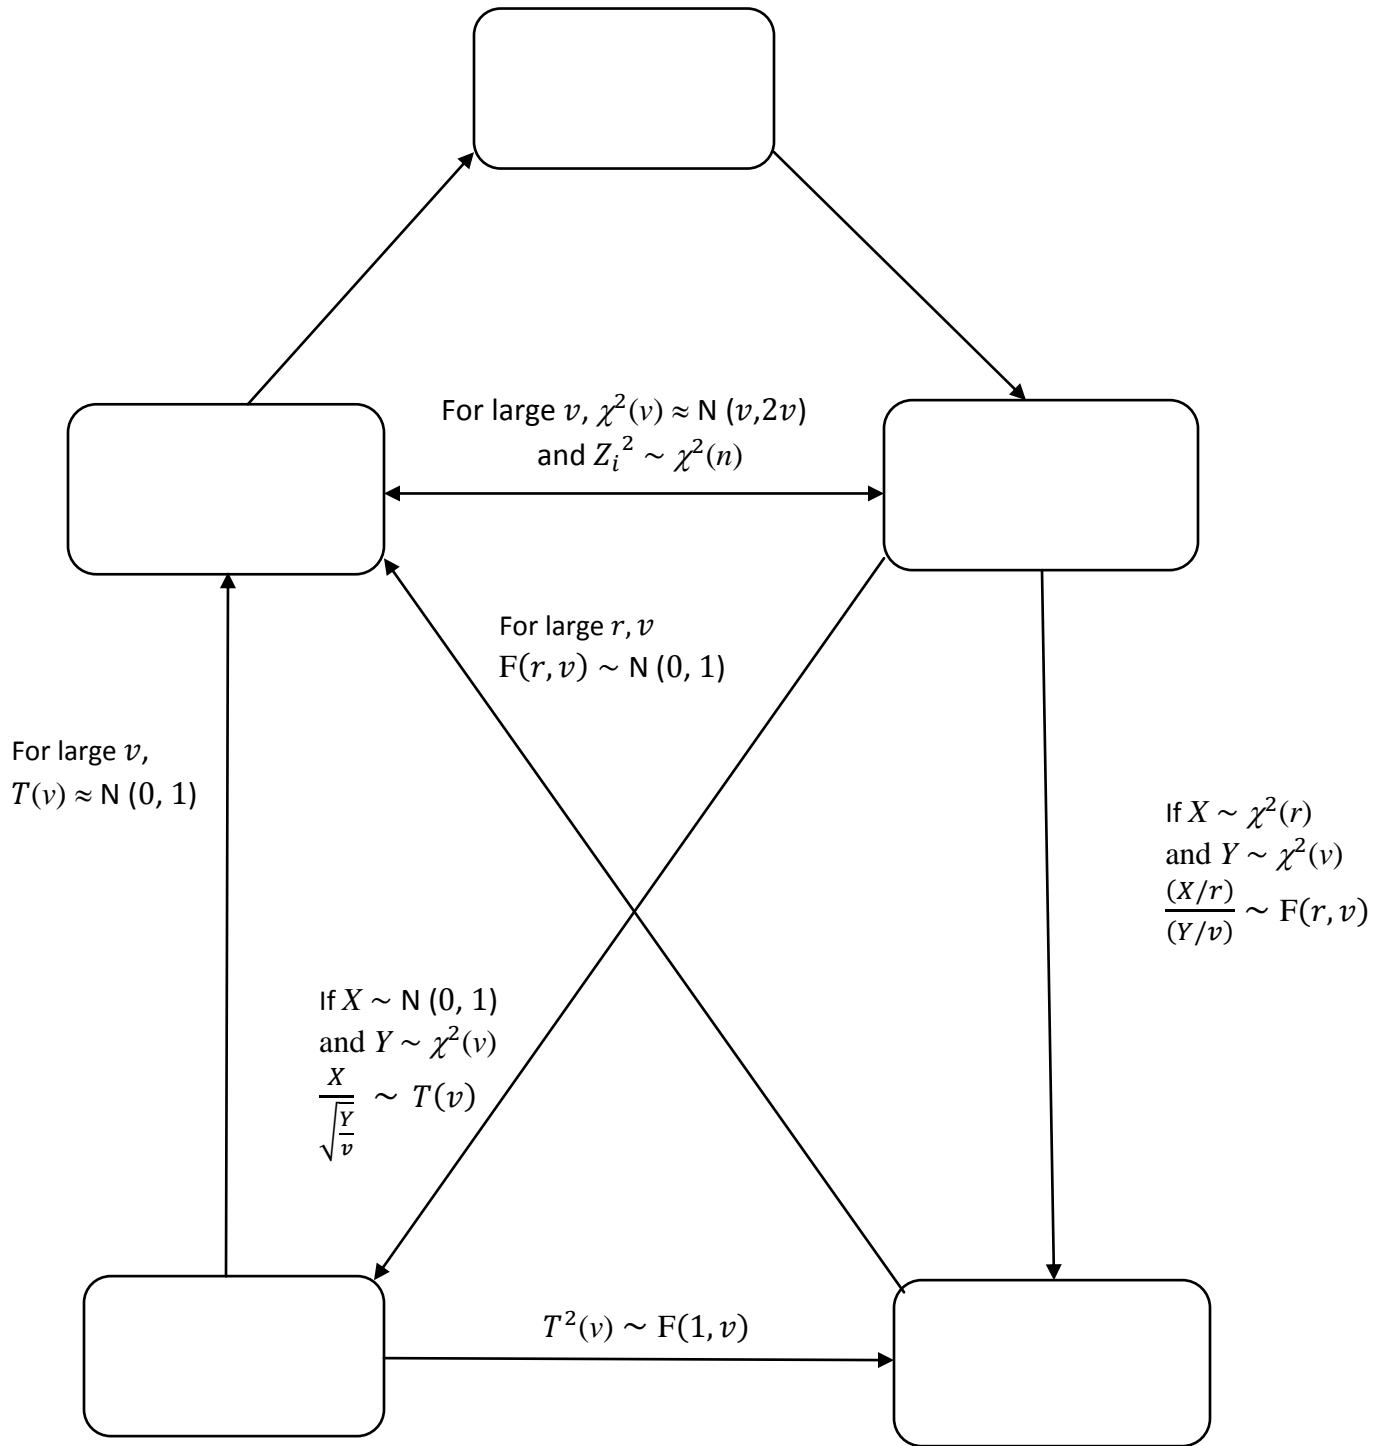 For large 𝑣, χ²(v) ≈ N (𝑣,2𝑣)
and 𝑍ᵢ² ∼ χ²(n)
For large 𝑟, 𝑣
F(𝑟, 𝑣) ∼ N (0, 1)
For large 𝑣,
𝑇(v) ≈ N (0, 1)
If 𝑋 ∼ χ²(r)
and 𝑌 ∼ χ²(v)
(𝑋/𝑟)/(𝑌/𝑣) ∼ F(𝑟, 𝑣)
If 𝑋 ∼ N (0, 1)
and 𝑌 ∼ χ²(v)
𝑋/√(𝑌/𝑣) ∼ 𝑇(𝑣)
𝑇²(v) ∼ F(1, 𝑣)